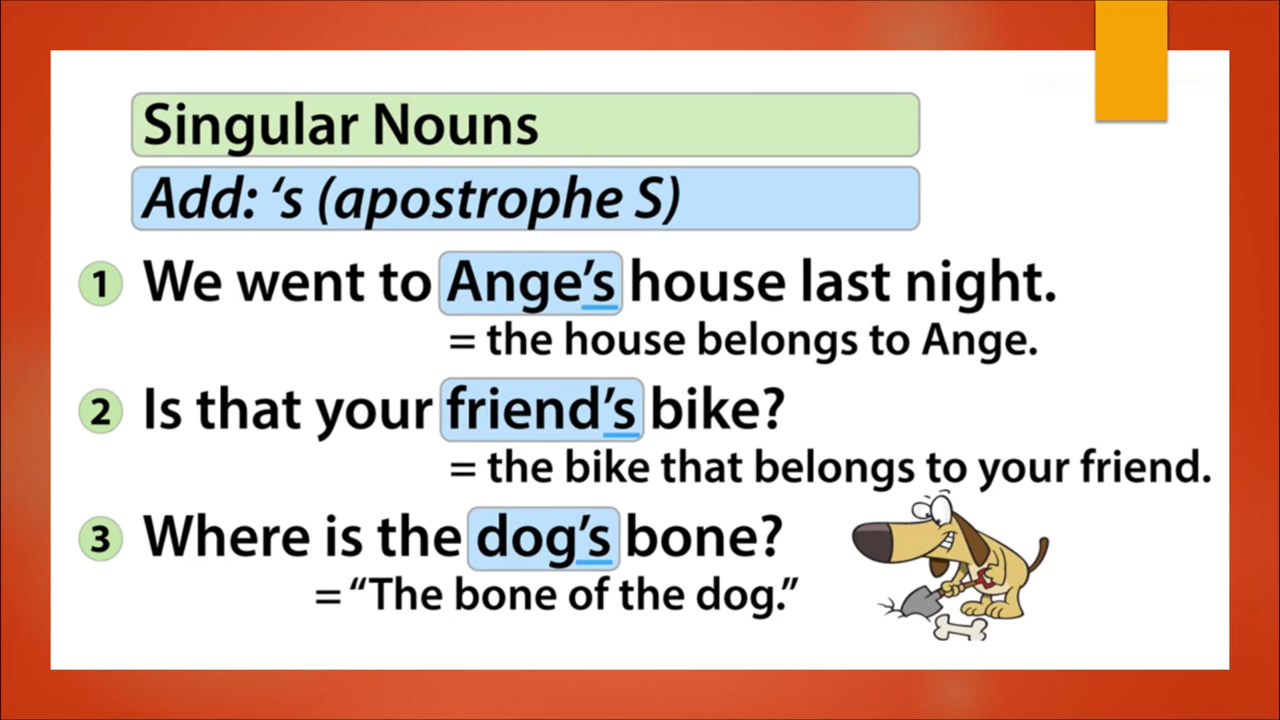 Singular Nouns
Add: ‘s (apostrophe S)
1 We went to Ange’s house last night.
= the house belongs to Ange.
2 Is that your friend’s bike?
= the bike that belongs to your friend.
3 Where is the dog’s bone?
= “The bone of the dog.”